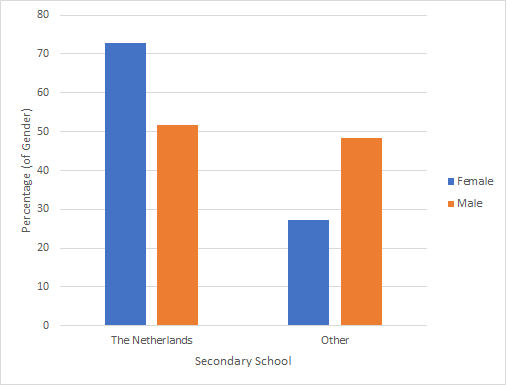 80
70
60
50
40
30
20
10
0
Percentage (of Gender)
The Netherlands
Other
Secondary School
Female
Male